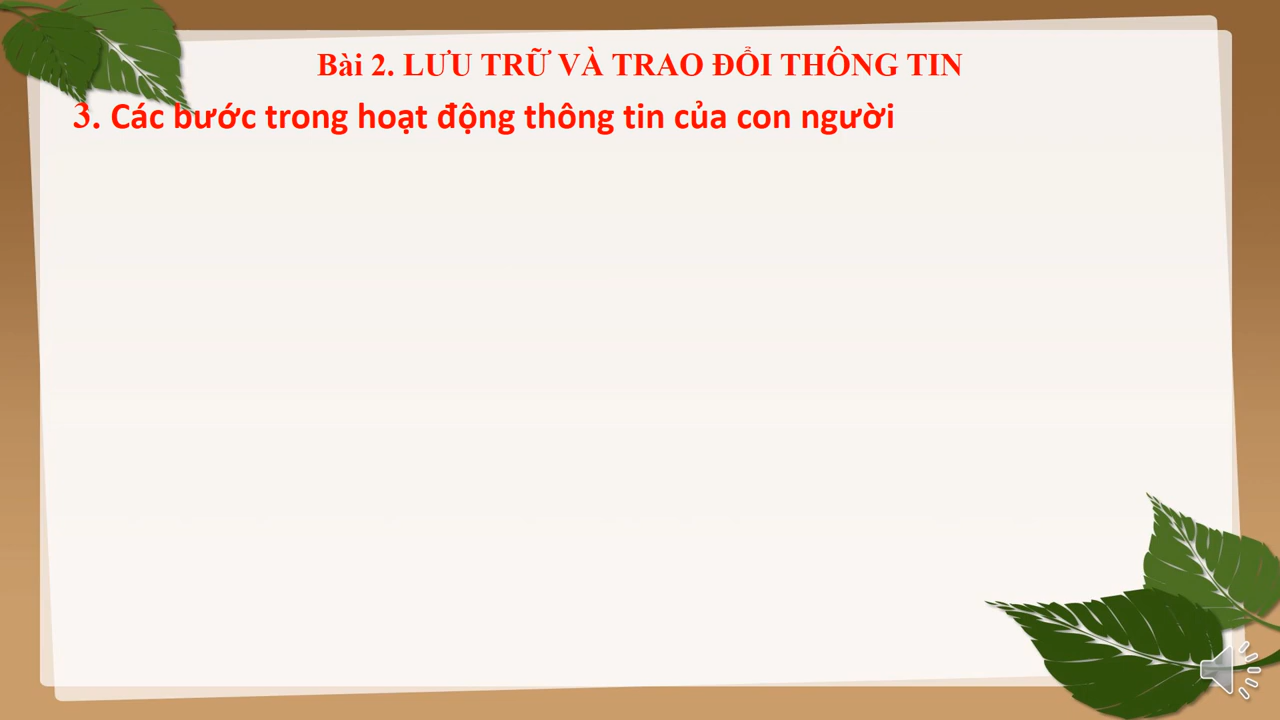 Bài 2. LƯU TRỮ VÀ TRAO ĐỔI THÔNG TIN
3. Các bước trong hoạt động thông tin của con người